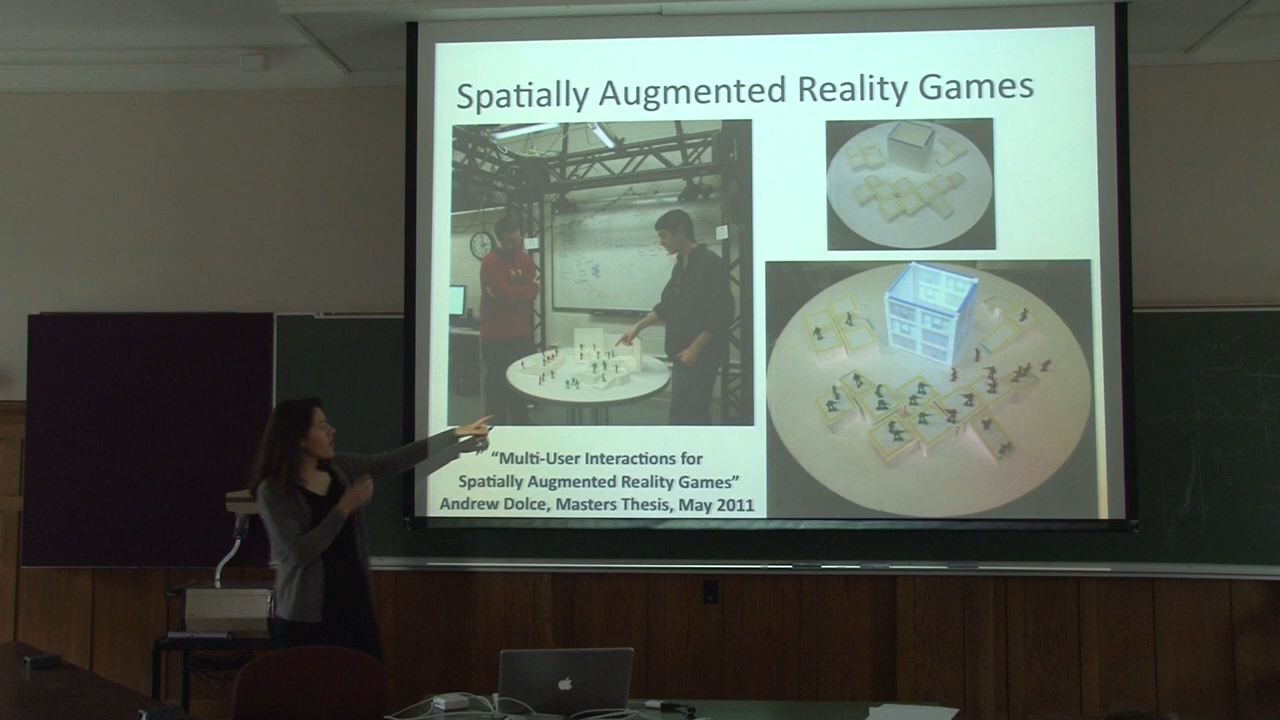 Spatially Augmented Reality Games
“Multi-User Interactions for
Spatially Augmented Reality Games”
Andrew Dolce, Masters Thesis, May 2011